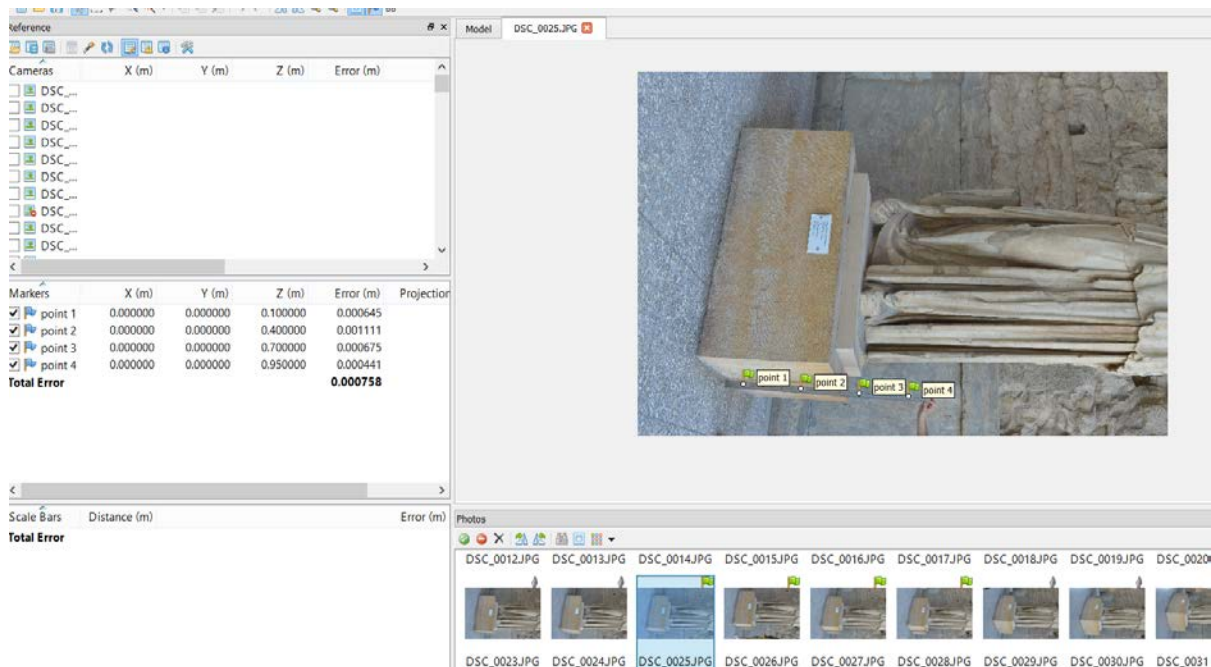 Reference
Model DSC_0025.JPG
Cameras X (m) Y (m) Z (m) Error (m)
DSC_...
DSC_...
DSC_...
DSC_...
DSC_...
DSC_...
DSC_...
DSC_...
DSC_...
DSC_...
Markers X (m) Y (m) Z (m) Error (m) Projection
point 1 0.000000 0.000000 0.100000 0.000645
point 2 0.000000 0.000000 0.400000 0.001111
point 3 0.000000 0.000000 0.700000 0.000675
point 4 0.000000 0.000000 0.950000 0.000441
Total Error 0.000758
point 1 point 2 point 3 point 4
Scale Bars Distance (m) Error (m)
Total Error
Photos
DSC_0012.JPG DSC_0013.JPG DSC_0014.JPG DSC_0015.JPG DSC_0016.JPG DSC_0017.JPG DSC_0018.JPG DSC_0019.JPG DSC_0020
DSC_0023.JPG DSC_0024.JPG DSC_0025.JPG DSC_0026.JPG DSC_0027.JPG DSC_0028.JPG DSC_0029.JPG DSC_0030.JPG DSC_0031